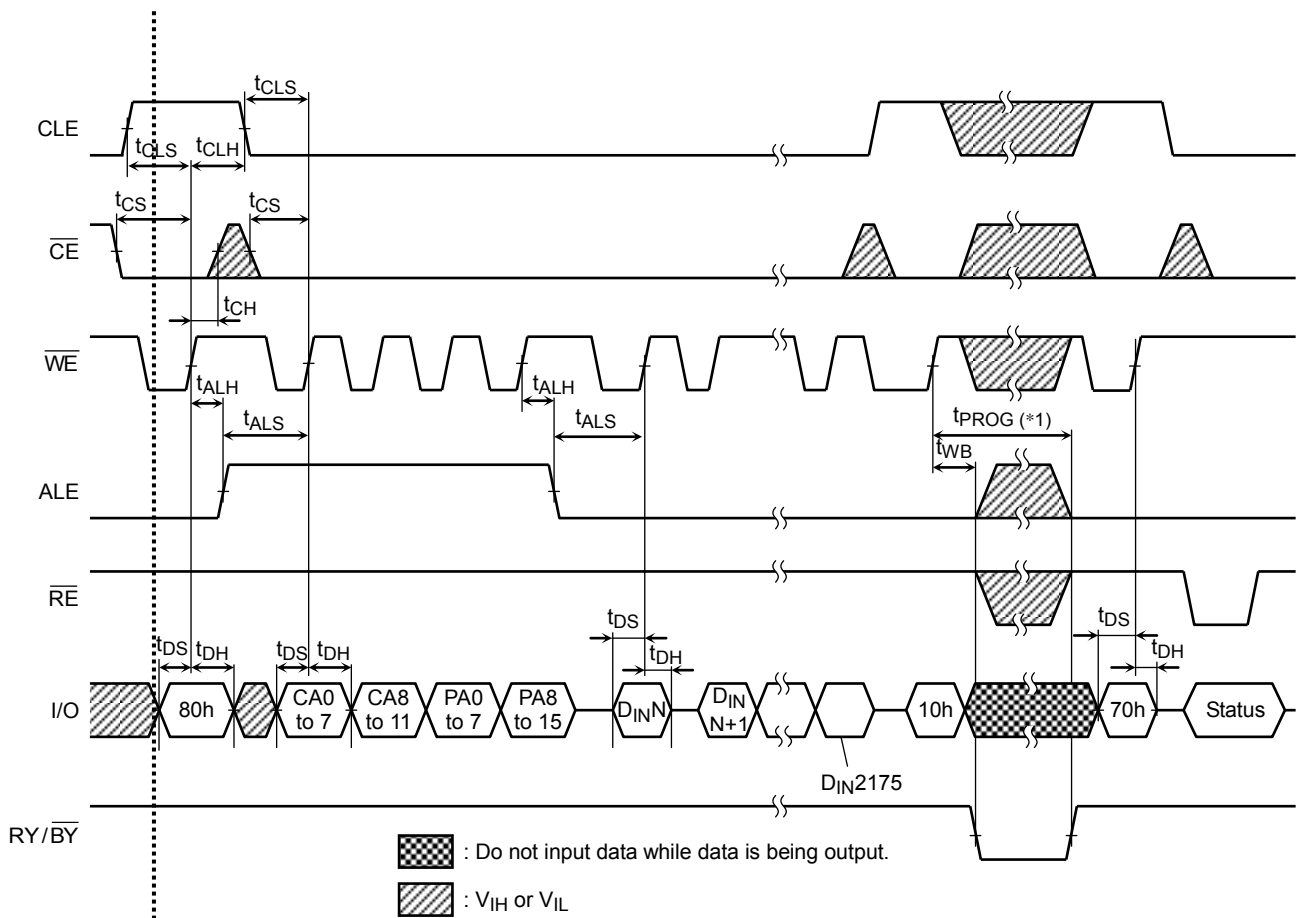 tCLS
CLE
tCLS tCLH
tCS tCS
CE
tCH
WE
tALH tALH
tALS tALS
tPROG (*1)
tWB
ALE
RE
tDS tDH tDS tDH tDS tDH tDS tDH
I/O 80h CA0 to 7 CA8 to 11 PA0 to 7 PA8 to 15 DINN DIN N+1 10h 70h Status
DIN2175
RY/BY
: Do not input data while data is being output.
: VIH or VIL